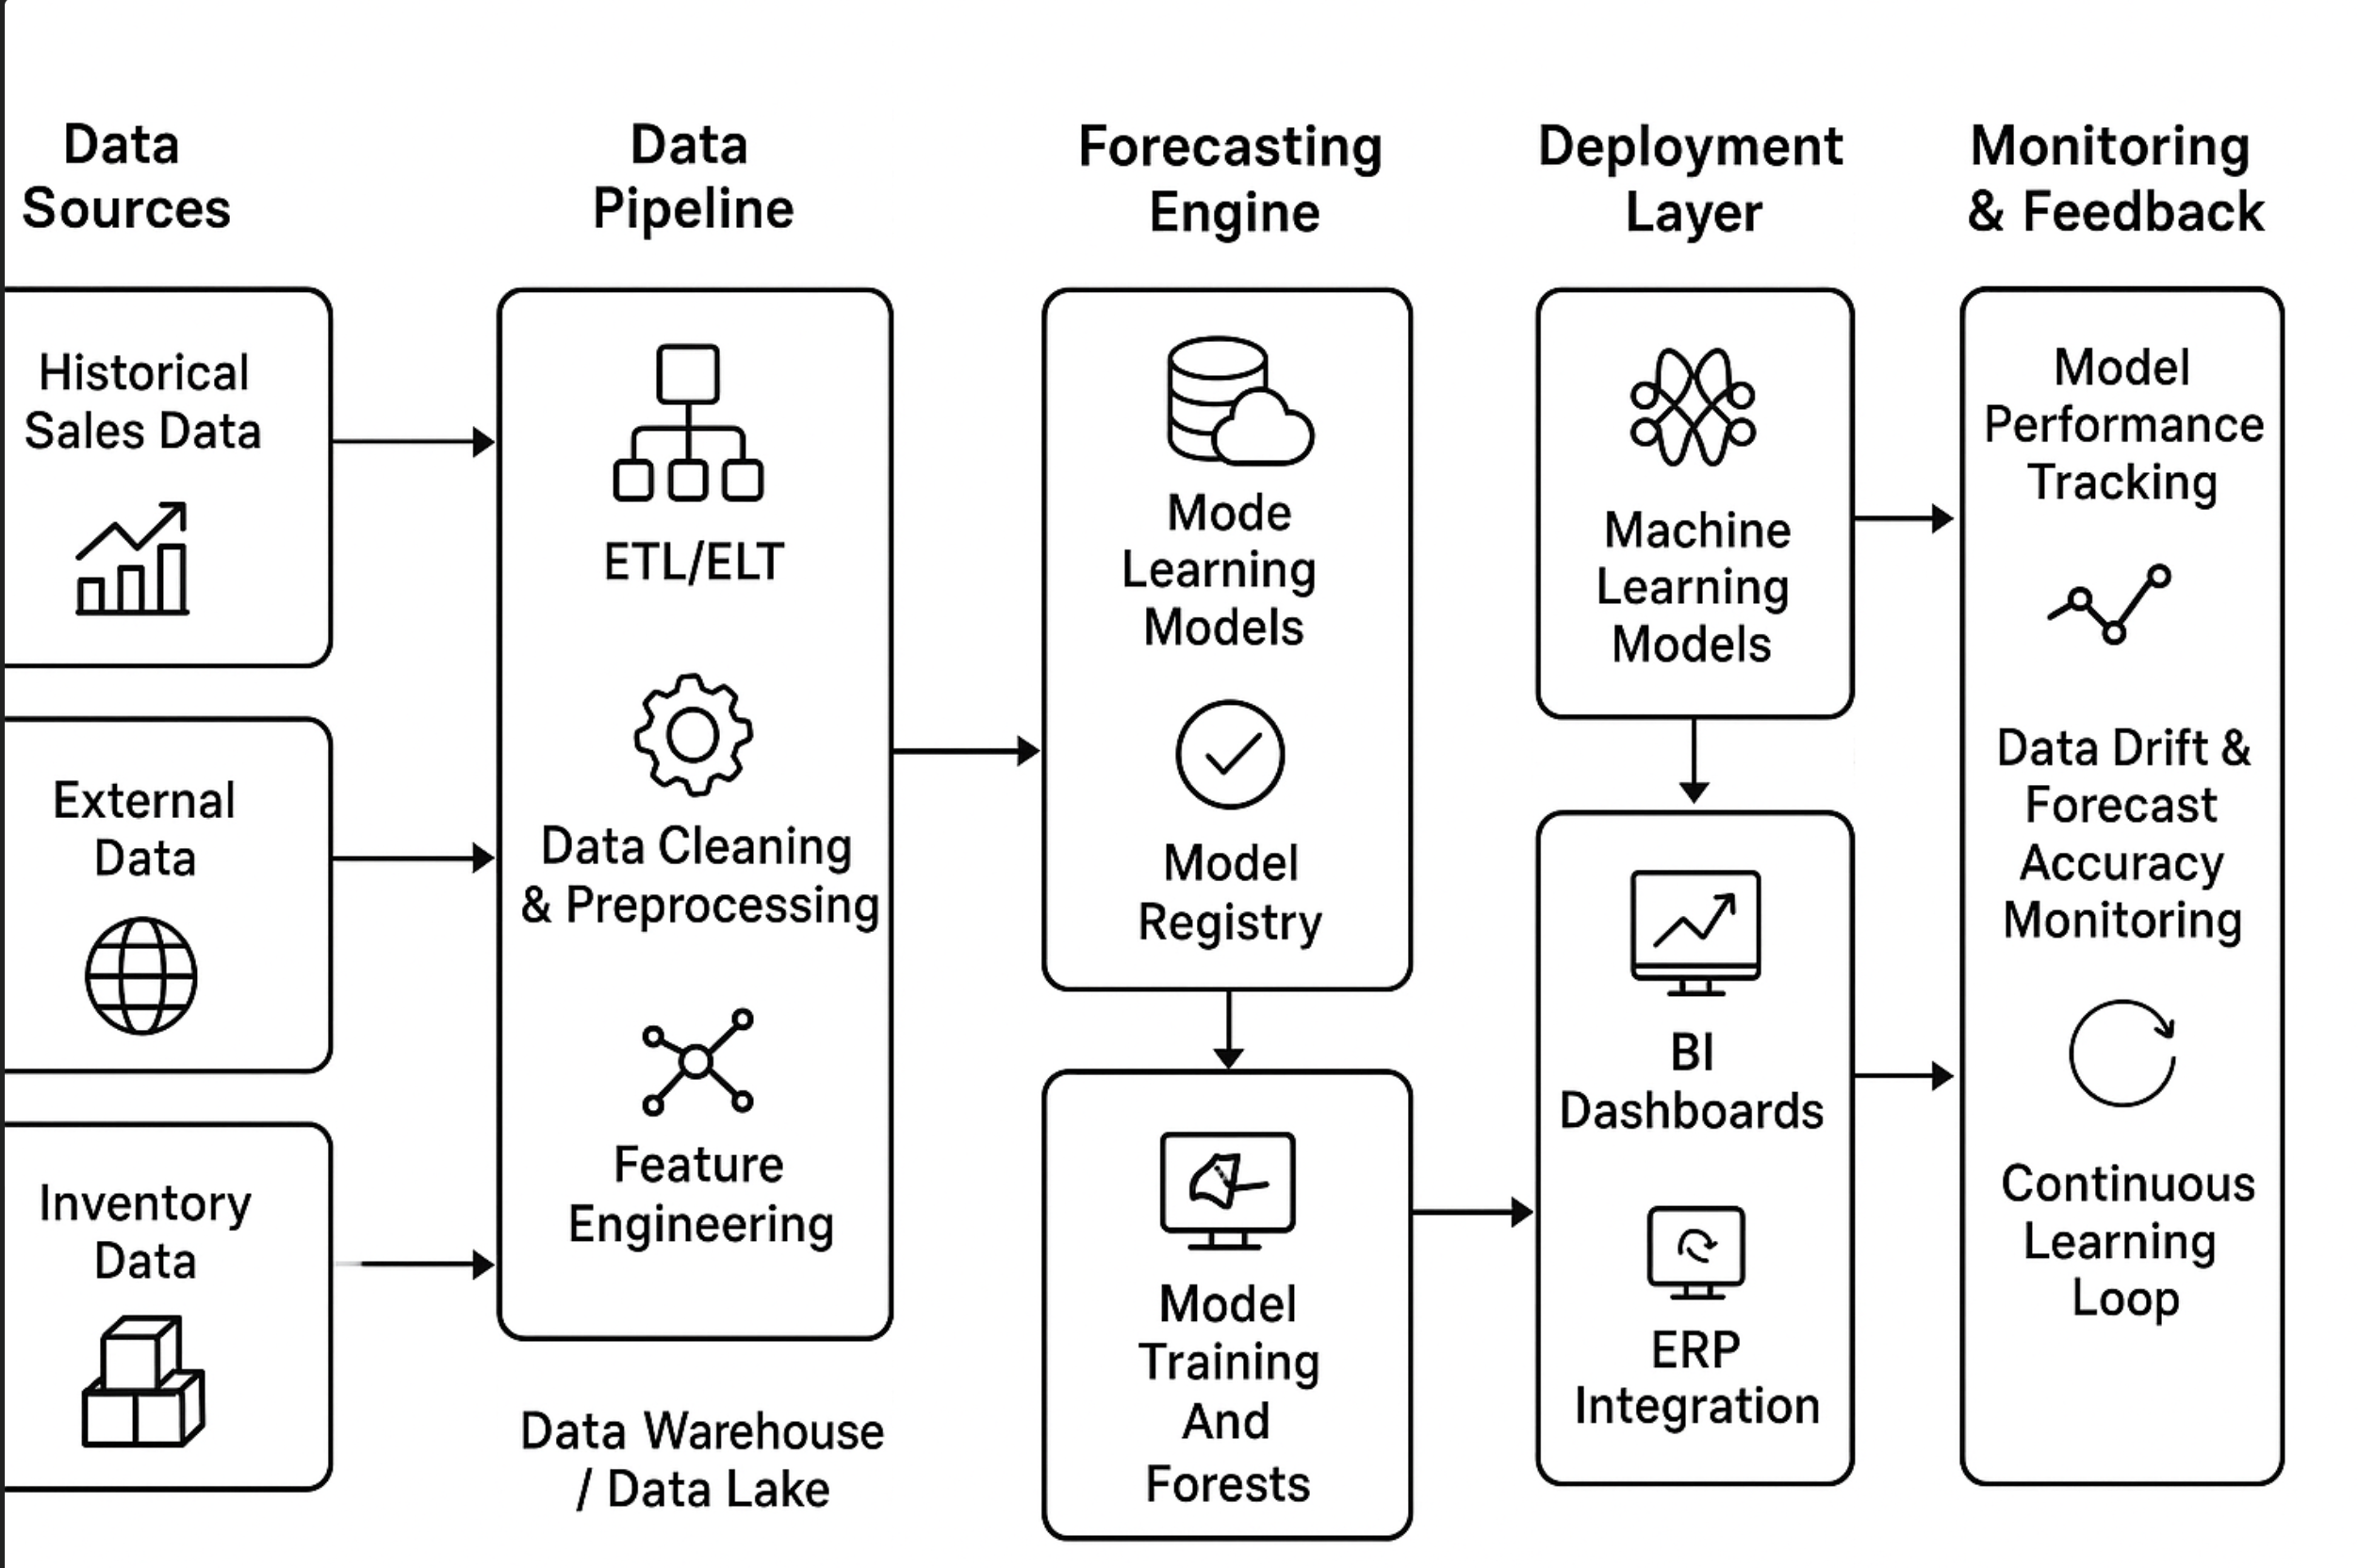 Data
Sources
Data
Pipeline
Forecasting
Engine
Deployment
Layer
Monitoring
& Feedback
Historical
Sales Data
External
Data
Inventory
Data
ETL/ELT
Data Cleaning
& Preprocessing
Feature
Engineering
Data Warehouse
/ Data Lake
Mode
Learning
Models
Model
Registry
Model
Training
And
Forests
Machine
Learning
Models
BI
Dashboards
ERP
Integration
Model
Performance
Tracking
Data Drift &
Forecast
Accuracy
Monitoring
Continuous
Learning
Loop